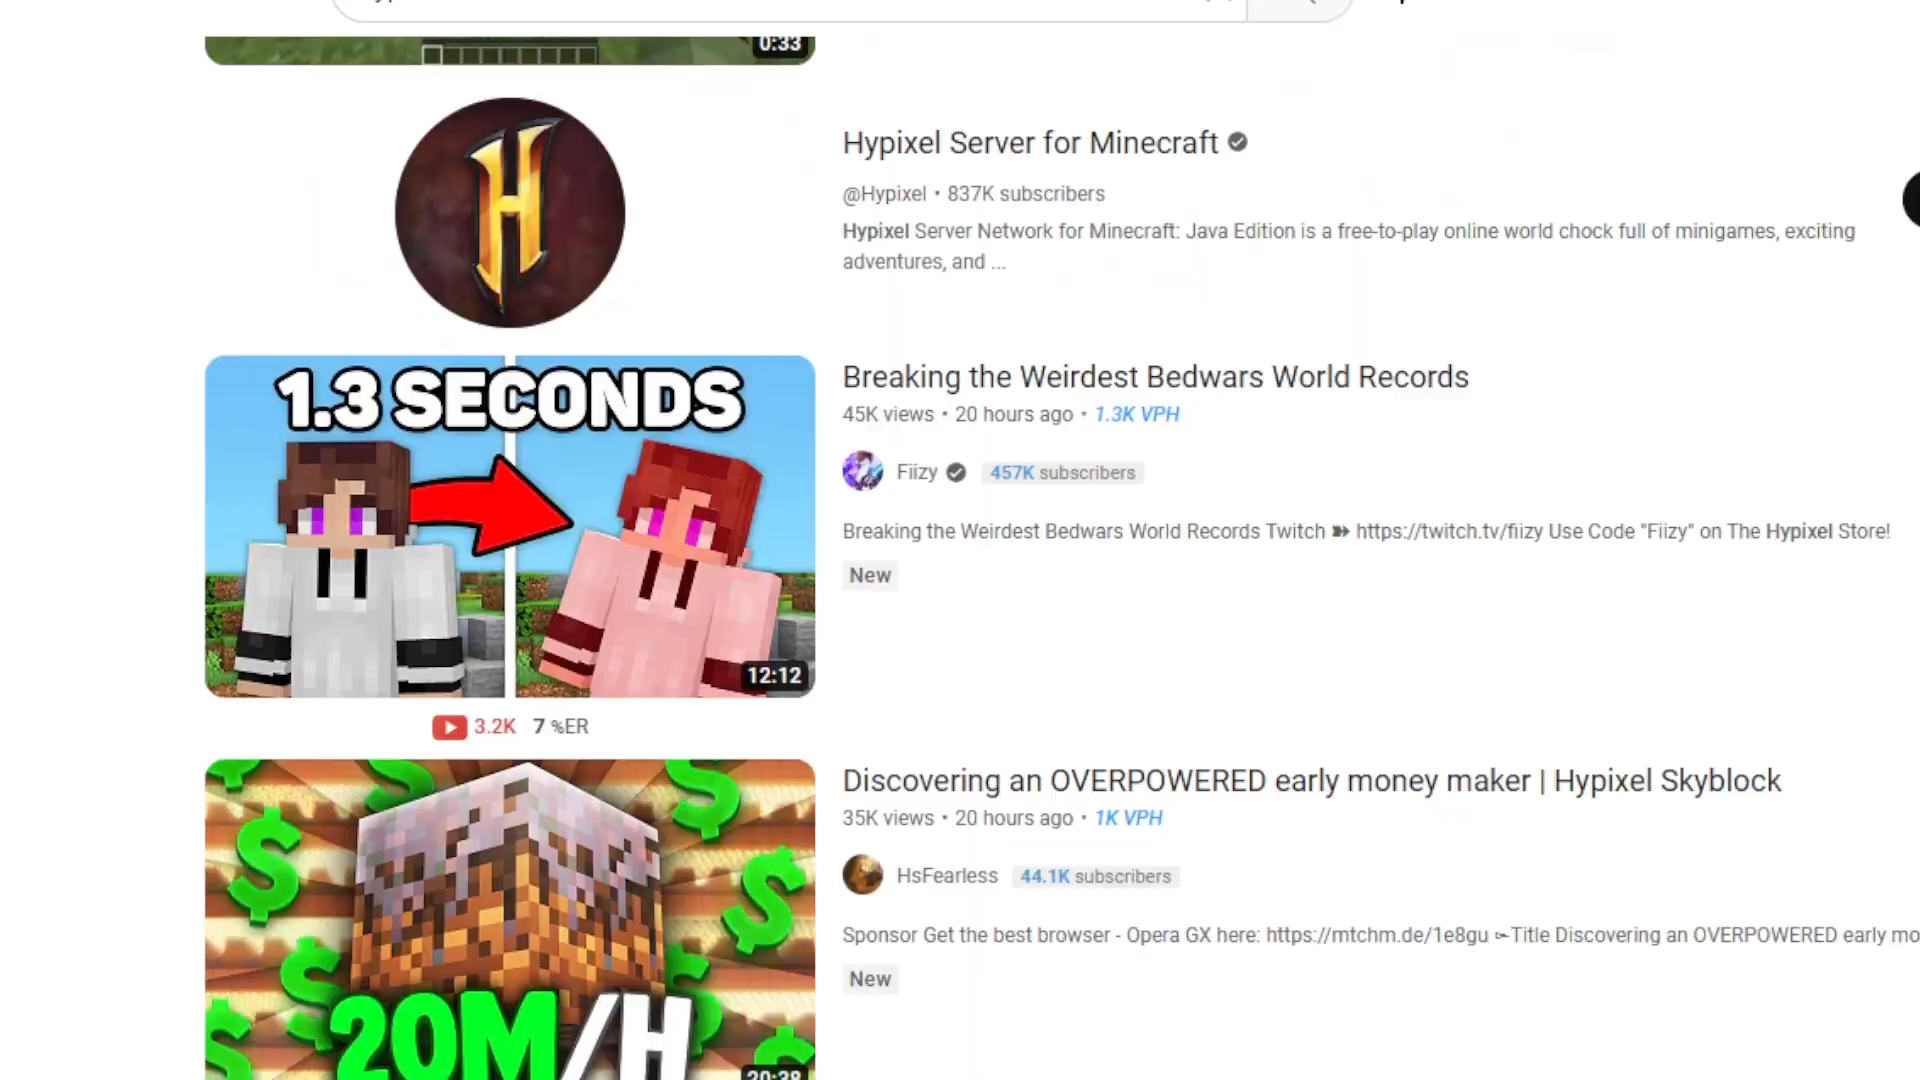 0:33
H
Hypixel Server for Minecraft
@Hypixel • 837K subscribers
Hypixel Server Network for Minecraft: Java Edition is a free-to-play online world chock full of minigames, exciting
adventures, and ...
1.3 SECONDS
12:12
3.2K 7 %ER
Breaking the Weirdest Bedwars World Records
45K views • 20 hours ago • 1.3K VPH
Fiizy 457K subscribers
Breaking the Weirdest Bedwars World Records Twitch ➽ https://twitch.tv/fiizy Use Code "Fiizy" on The Hypixel Store!
New
20M/H
20:38
Discovering an OVERPOWERED early money maker | Hypixel Skyblock
35K views • 20 hours ago • 1K VPH
HsFearless 44.1K subscribers
Sponsor Get the best browser - Opera GX here: https://mtchm.de/1e8gu ➛Title Discovering an OVERPOWERED early mo
New